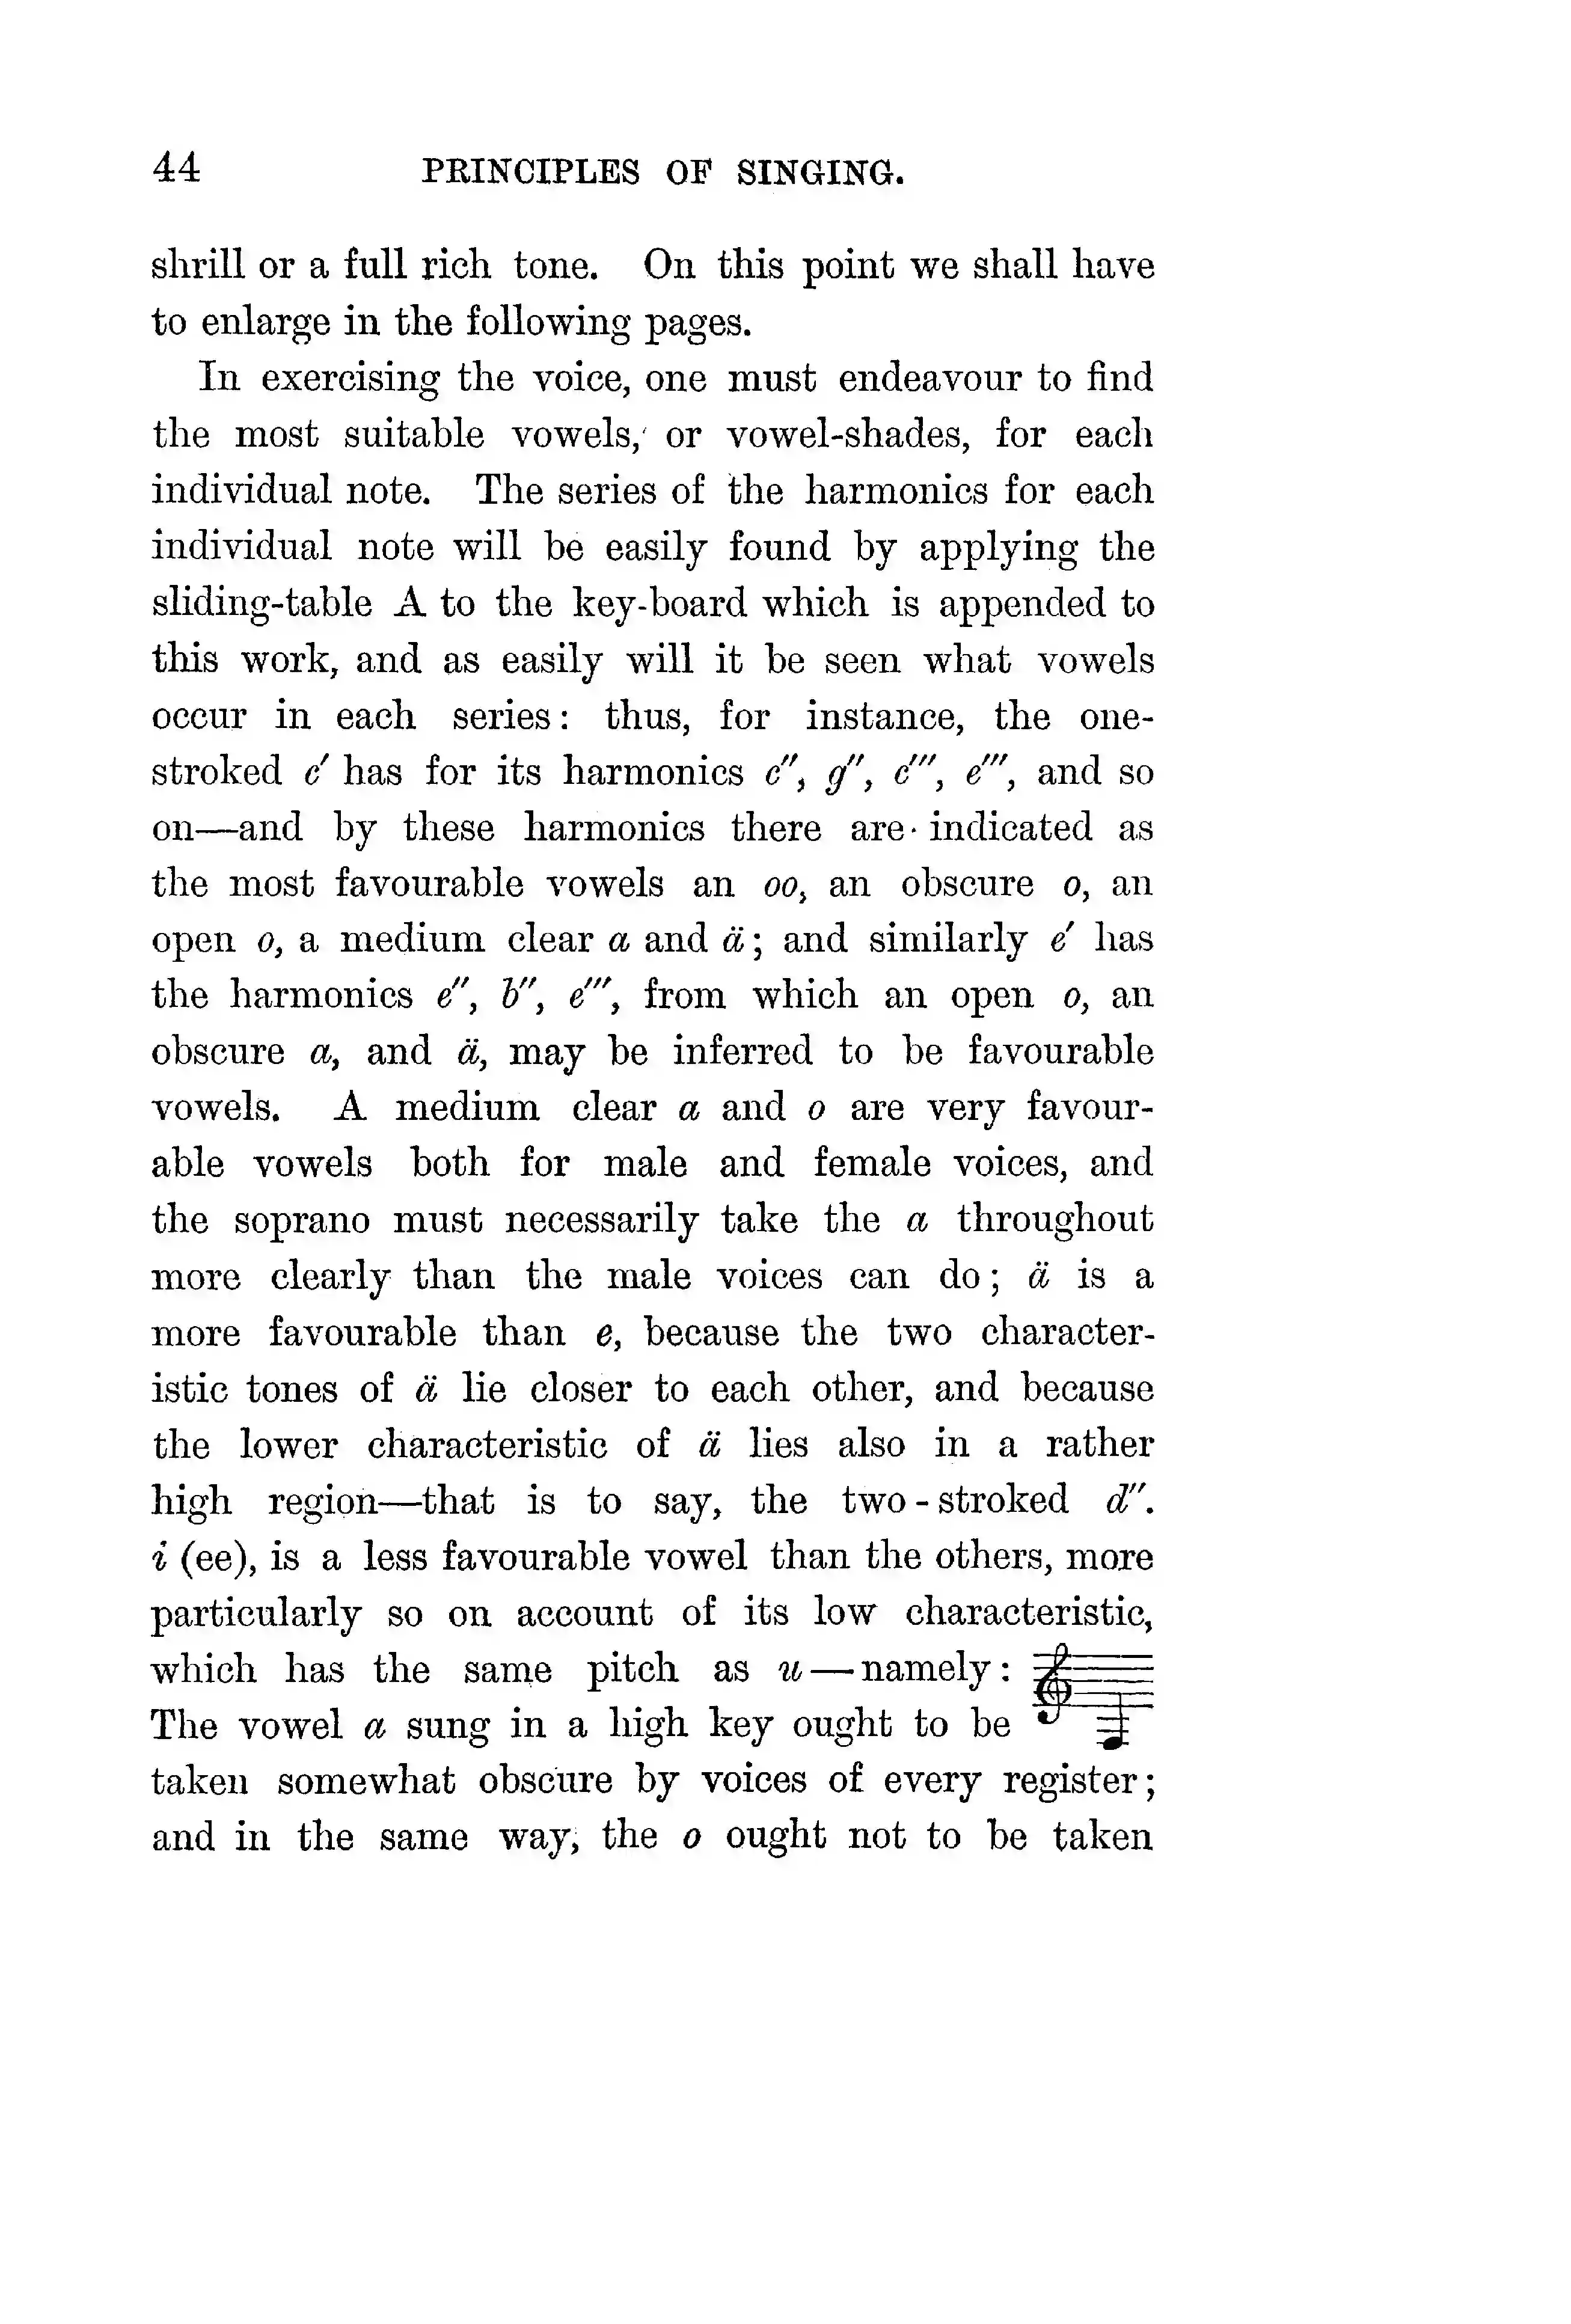 44 PRINCIPLES OF SINGING.
shrill or a full rich tone. On this point we shall have
to enlarge in the following pages.
In exercising the voice, one must endeavour to find
the most suitable vowels, or vowel-shades, for each
individual note. The series of the harmonics for each
individual note will be easily found by applying the
sliding-table A to the key-board which is appended to
this work, and as easily will it be seen what vowels
occur in each series: thus, for instance, the one-
stroked c′ has for its harmonics c″, g″, c‴, e‴, and so
on—and by these harmonics there are indicated as
the most favourable vowels an oo, an obscure o, an
open o, a medium clear a and ä; and similarly e′ has
the harmonics e″, b″, e‴, from which an open o, an
obscure a, and ä, may be inferred to be favourable
vowels. A medium clear a and o are very favour-
able vowels both for male and female voices, and
the soprano must necessarily take the a throughout
more clearly than the male voices can do; ä is a
more favourable than e, because the two character-
istic tones of ä lie closer to each other, and because
the lower characteristic of ä lies also in a rather
high region—that is to say, the two-stroked d″.
i (ee), is a less favourable vowel than the others, more
particularly so on account of its low characteristic,
which has the same pitch as u—namely:
The vowel a sung in a high key ought to be
taken somewhat obscure by voices of every register;
and in the same way, the o ought not to be taken